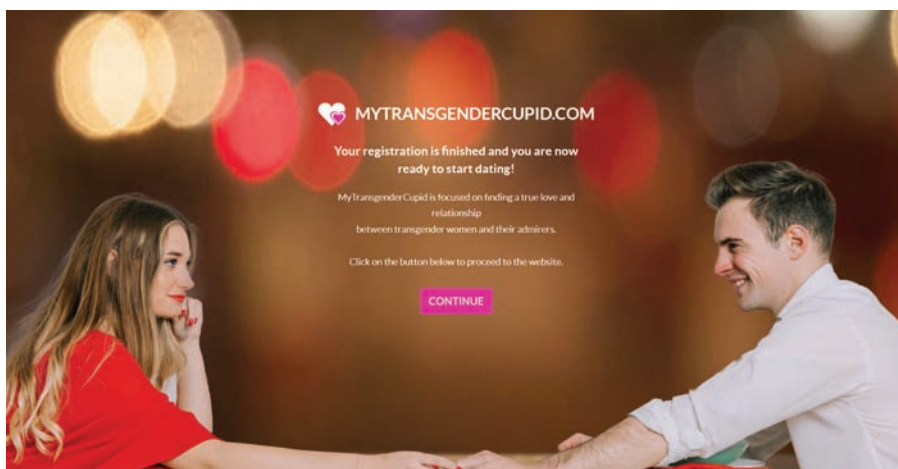 MYTRANSGENDERCUPID.COM
Your registration is finished and you are now
ready to start dating!
MyTransgenderCupid is focused on finding a true love and
relationship
between transgender women and their admirers.
Click on the button below to proceed to the website.
CONTINUE